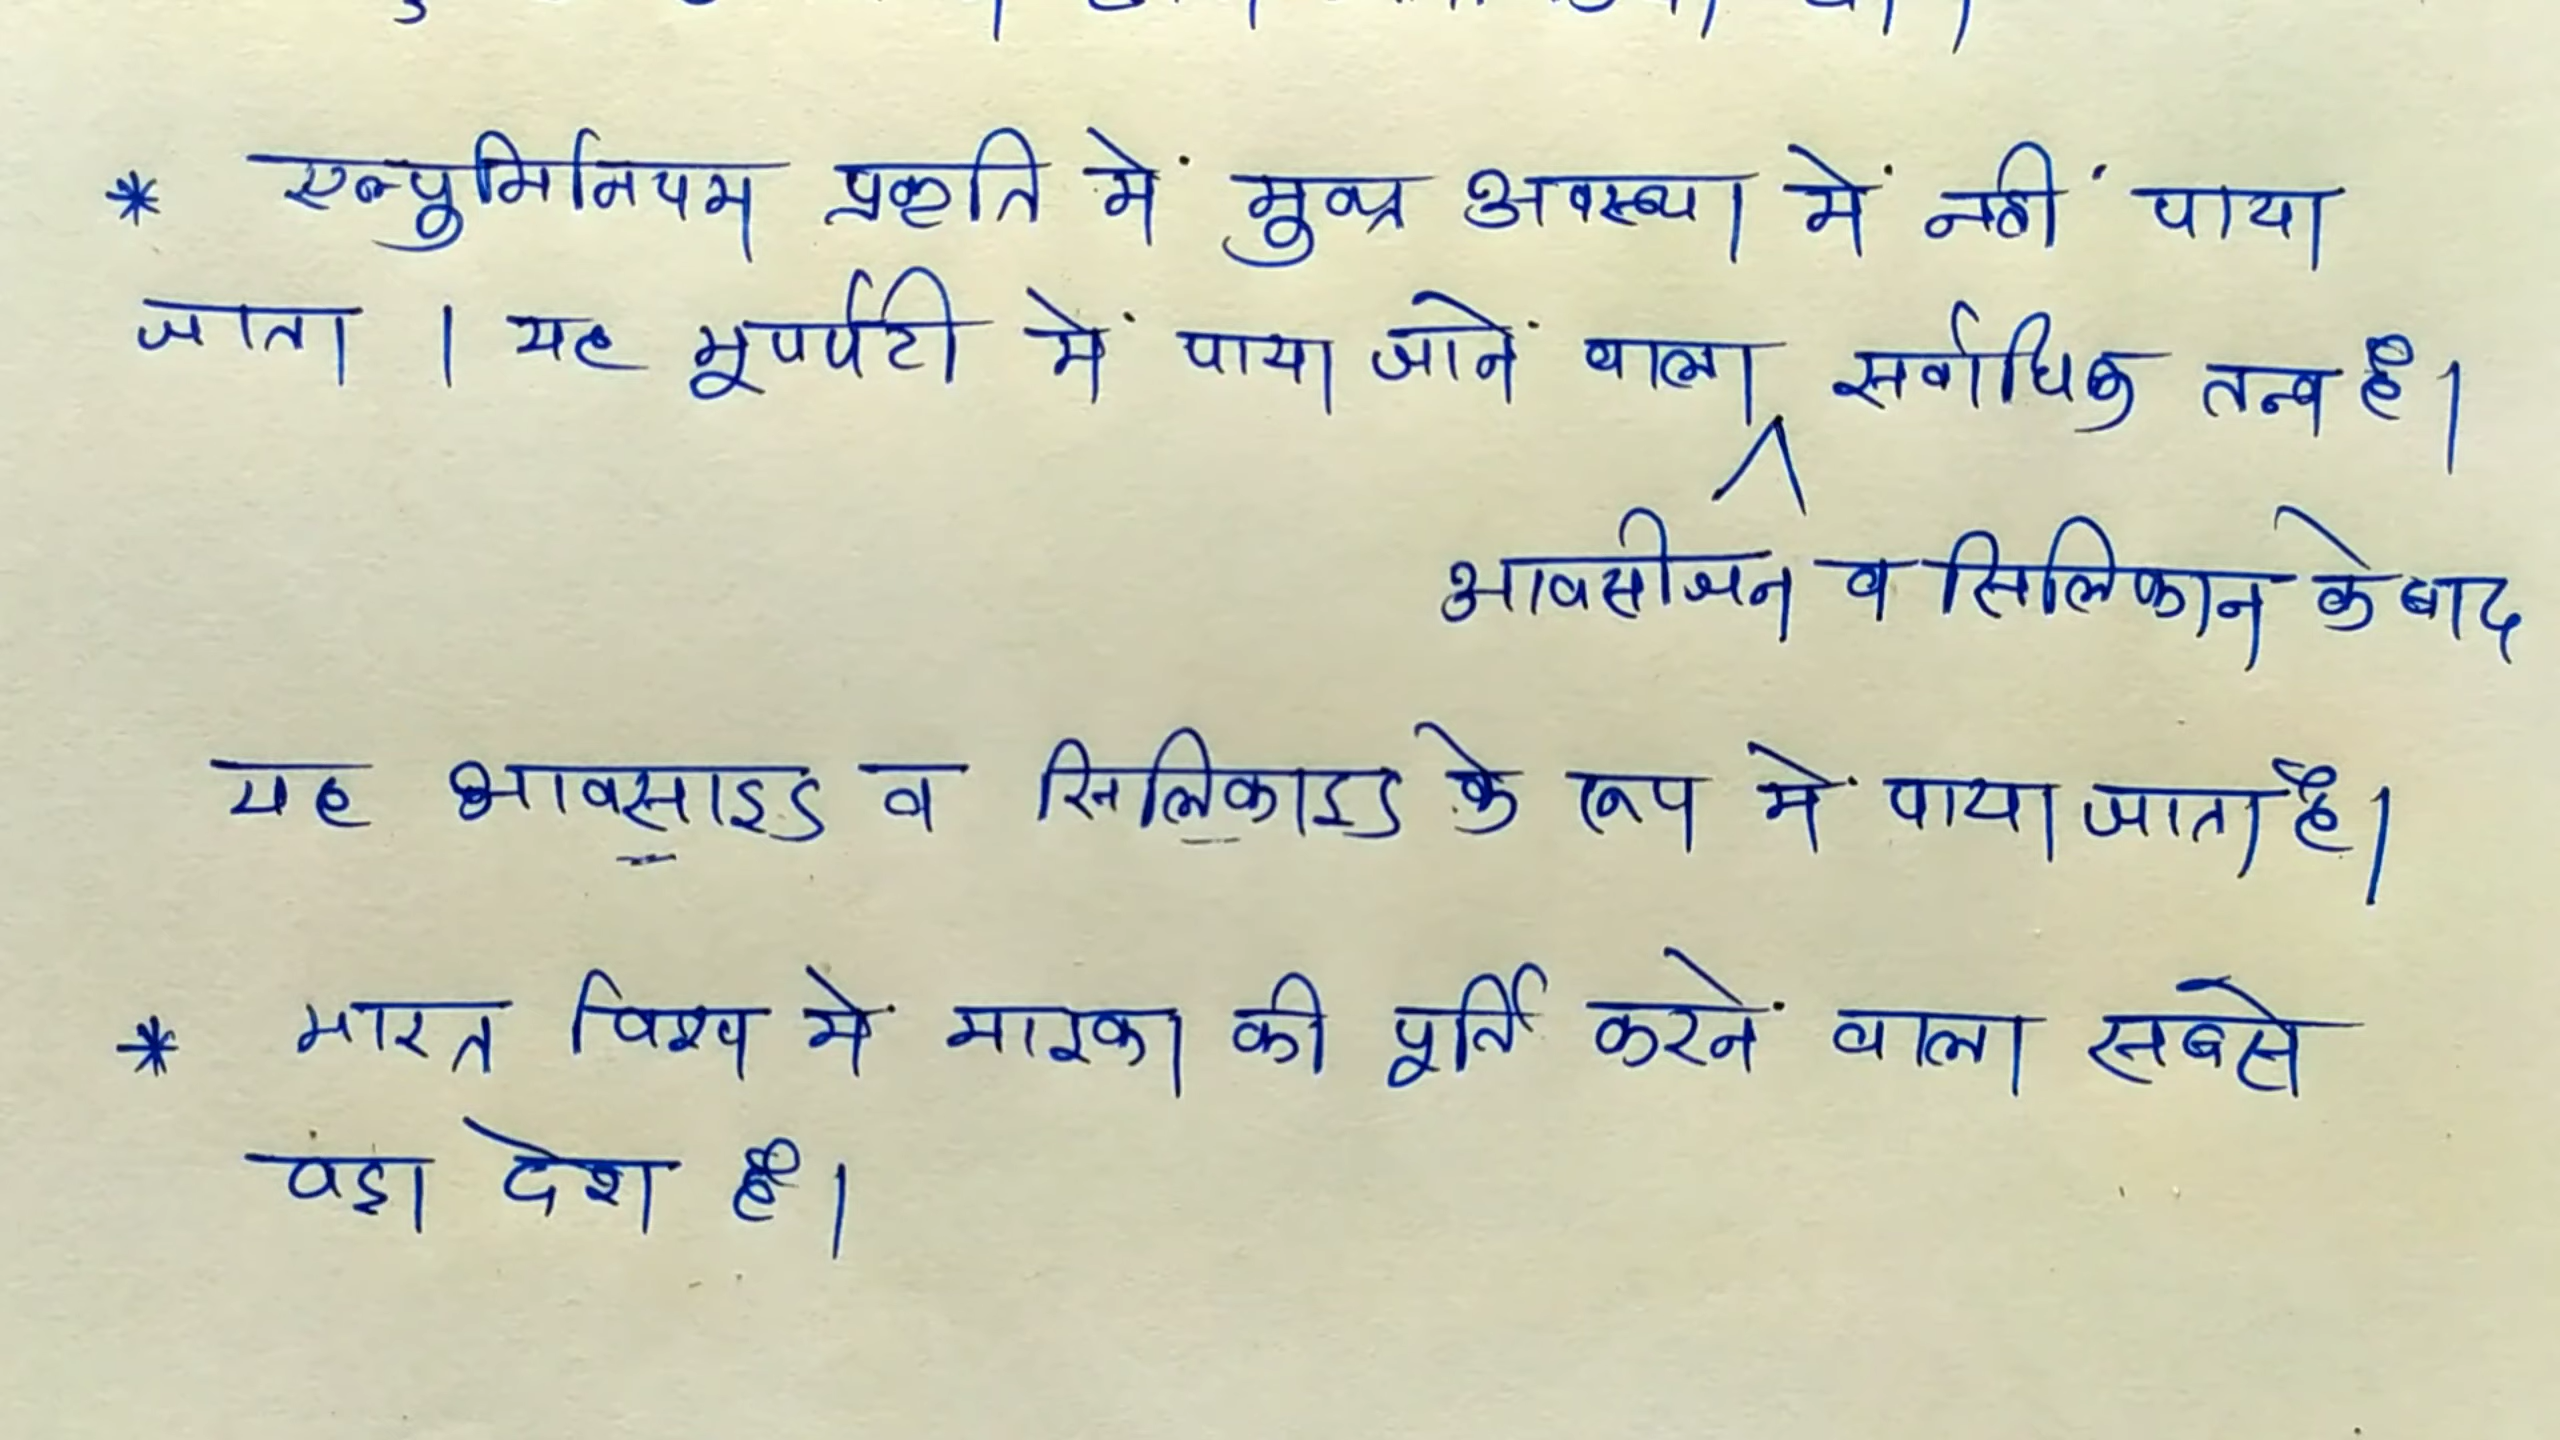 * एल्युमिनियम प्रकृति में मुक्त अवस्था में नहीं पाया
जाता । यह भूपर्पटी में पाया जानें वाला ^ सर्वाधिक तत्व है।
आक्सीजन व सिलिकान के बाद
यह आक्साइड व सिलिकाइड के रूप में पाया जाता है।
* भारत विश्व में माइका की पूर्ति करनें वाला सबसे
बड़ा देश है।